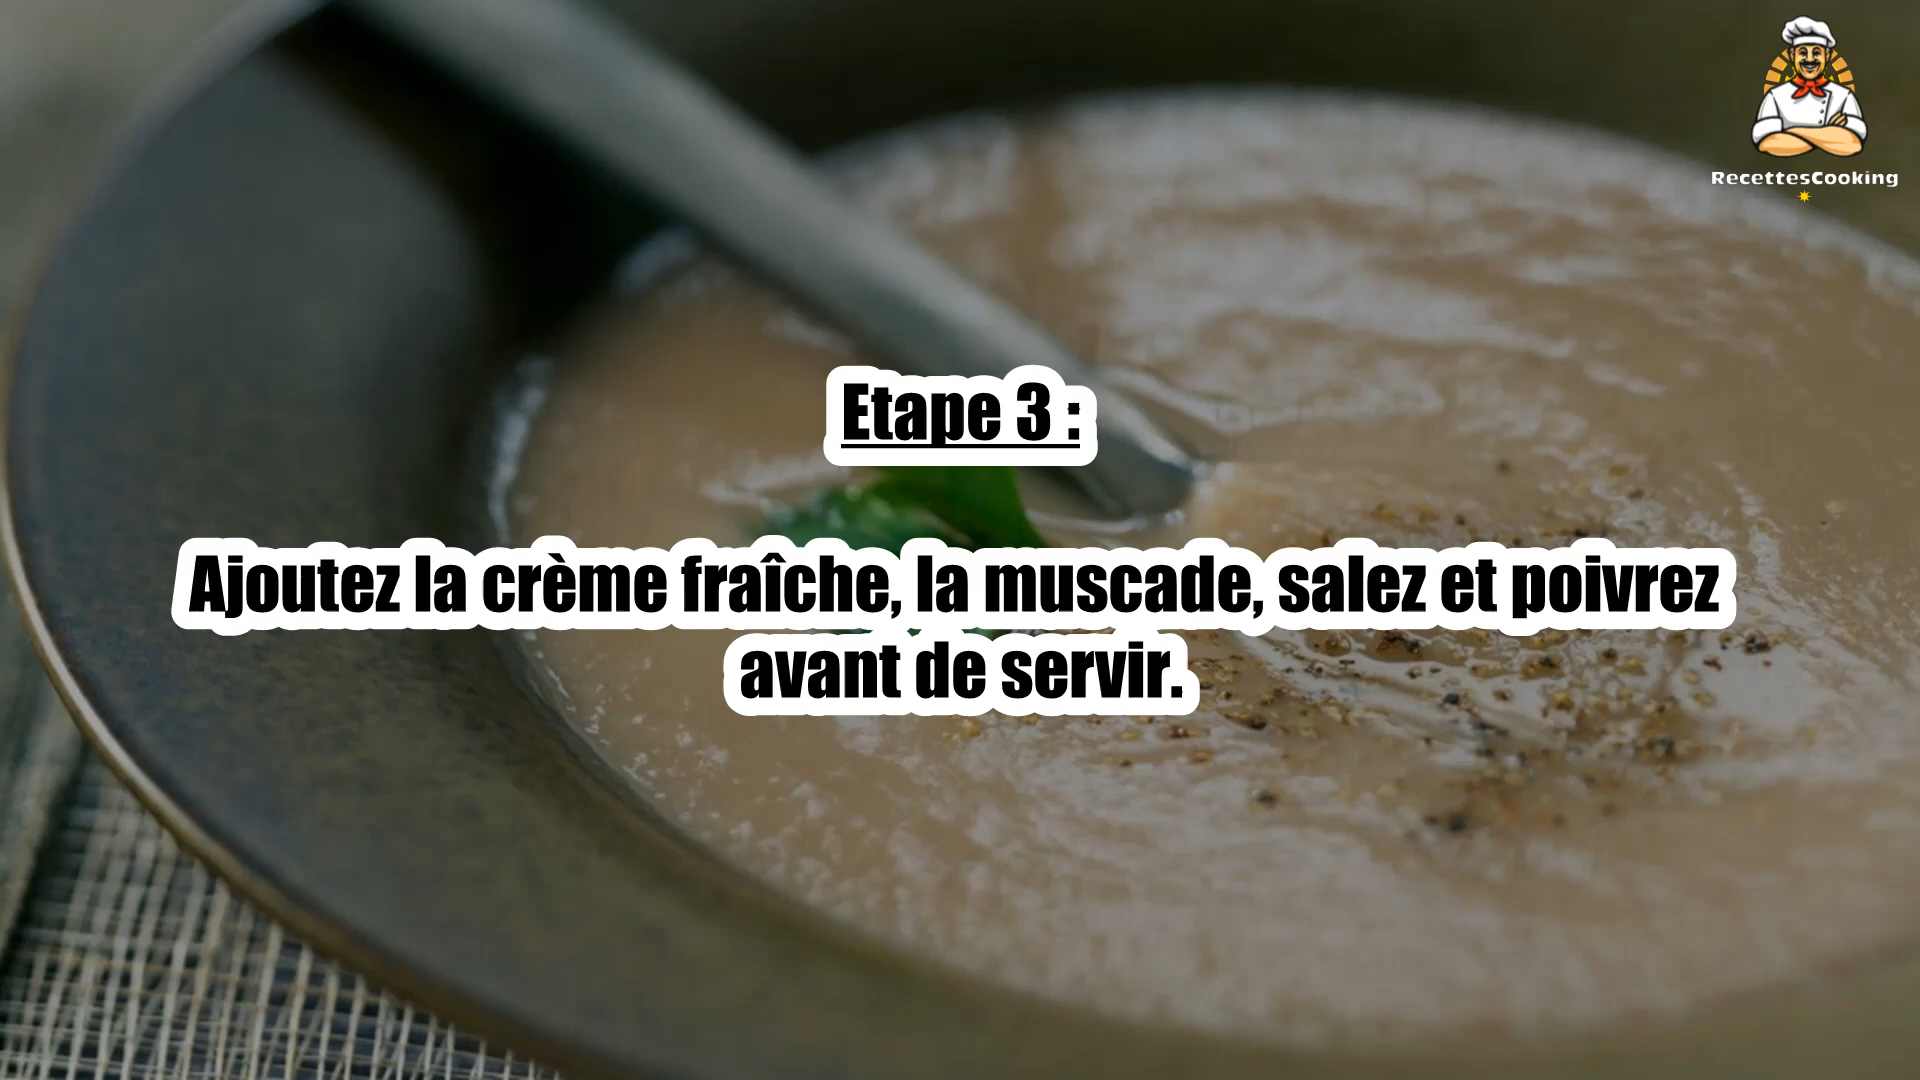 RecettesCooking
Etape 3 :
Ajoutez la crème fraîche, la muscade, salez et poivrez
avant de servir.